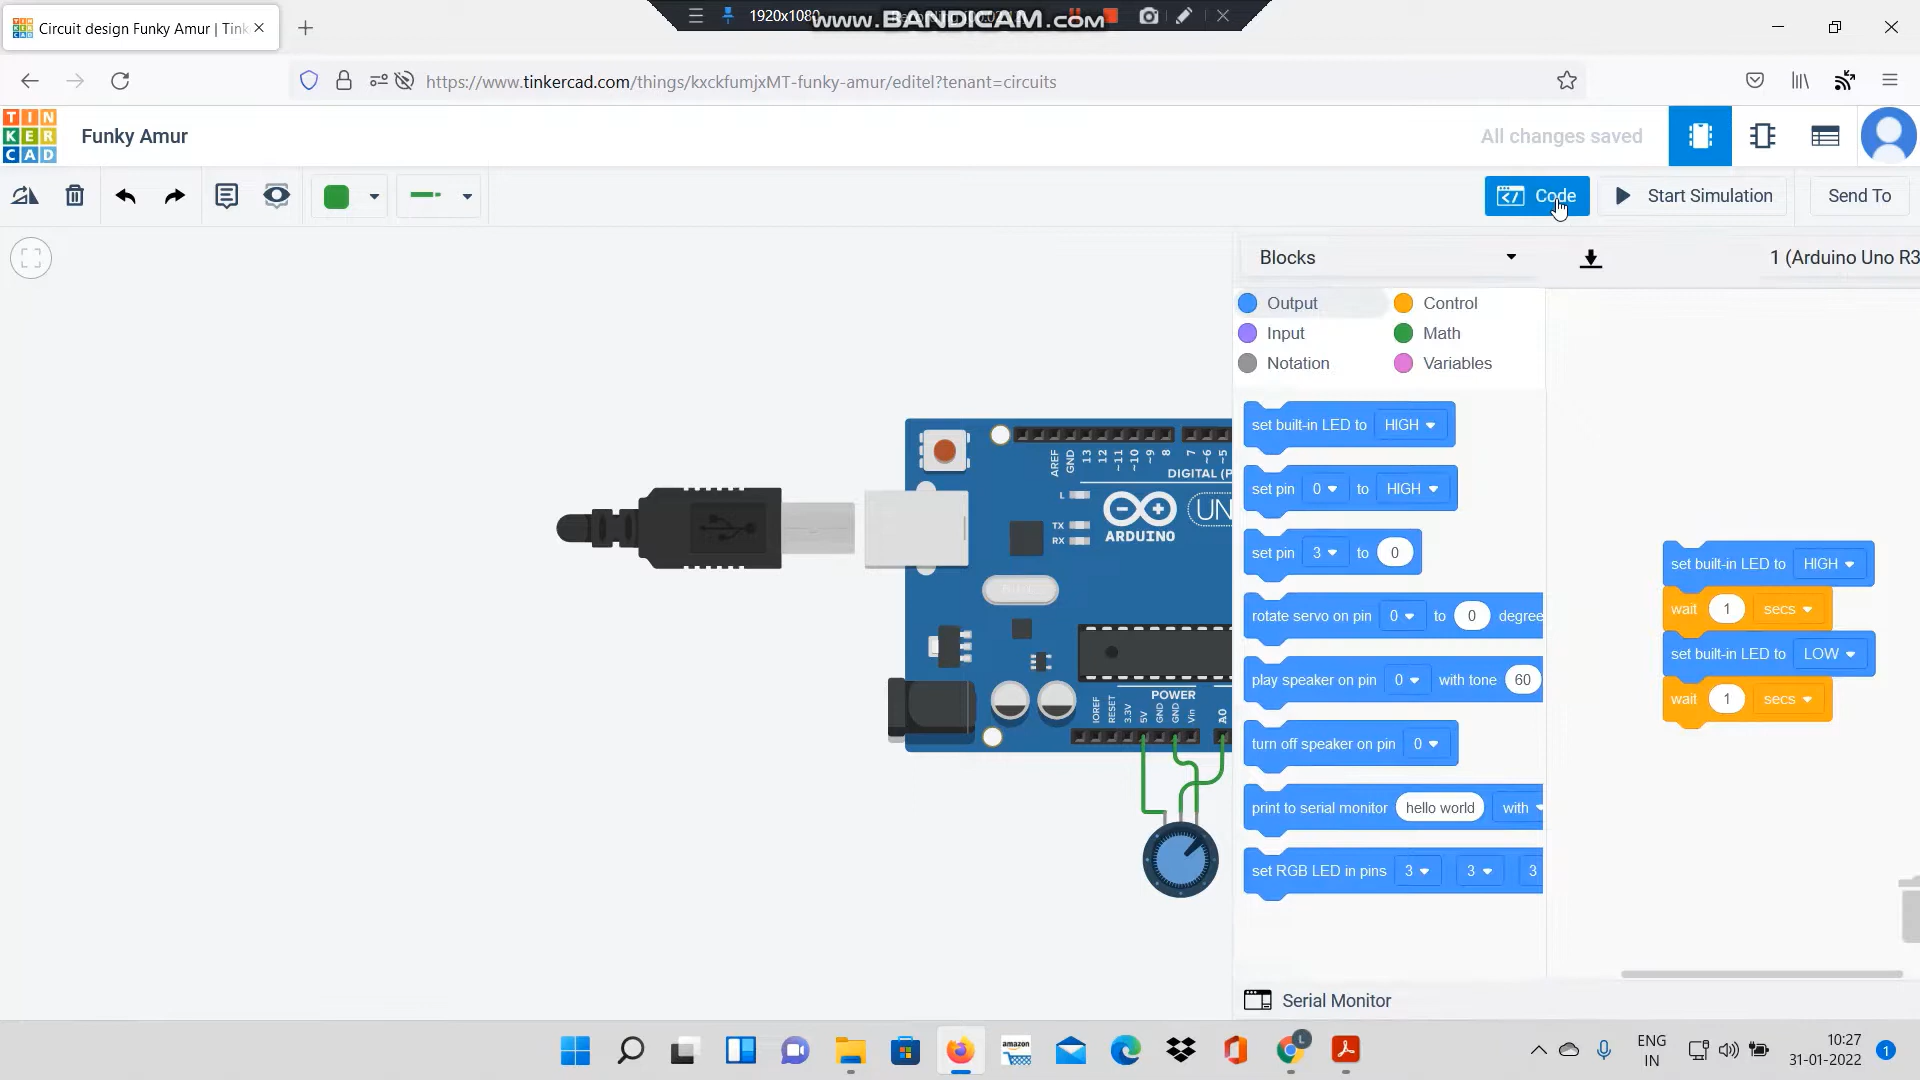 Circuit design Funky Amur | Tink
1920x1080
www.BANDICAM.com
https://www.tinkercad.com/things/kxckfumjxMT-funky-amur/editel?tenant=circuits
TIN
KER
CAD
Funky Amur
All changes saved
Code
Start Simulation
Send To
Blocks
1 (Arduino Uno R3
Output
Control
Input
Math
Notation
Variables
set built-in LED to HIGH
set pin 0 to HIGH
set pin 3 to 0
rotate servo on pin 0 to 0 degree
play speaker on pin 0 with tone 60
turn off speaker on pin 0
print to serial monitor hello world with
set RGB LED in pins 3 3 3
set built-in LED to HIGH
wait 1 secs
set built-in LED to LOW
wait 1 secs
AREF
GND
13
12
~11
~10
~9
8
7
~6
~5
DIGITAL (P
L
TX
RX
ARDUINO
UN
POWER
IOREF
RESET
3.3V
5V
GND
GND
Vin
A0
Serial Monitor
amazon
L
ENG
IN
10:27
31-01-2022
1